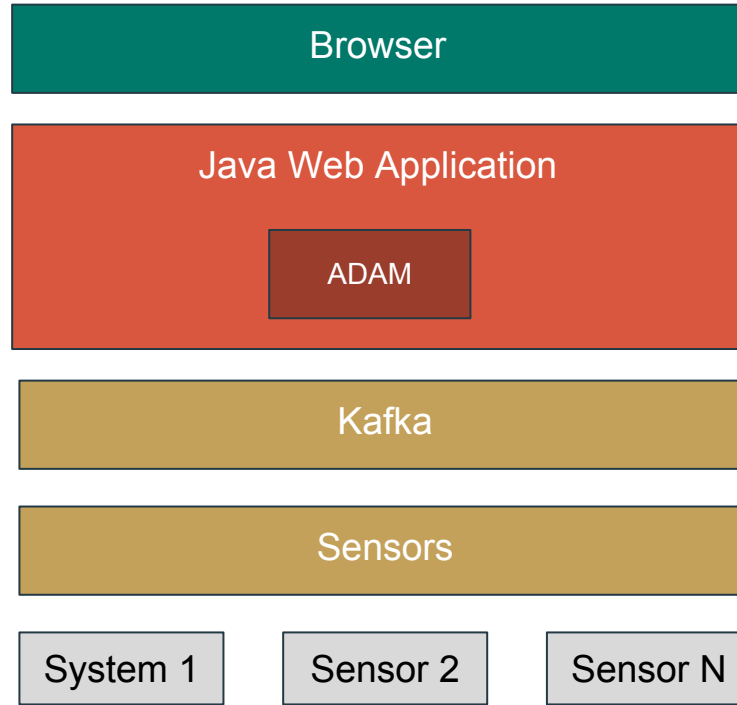 Browser
Java Web Application
ADAM
Kafka
Sensors
System 1
Sensor 2
Sensor N